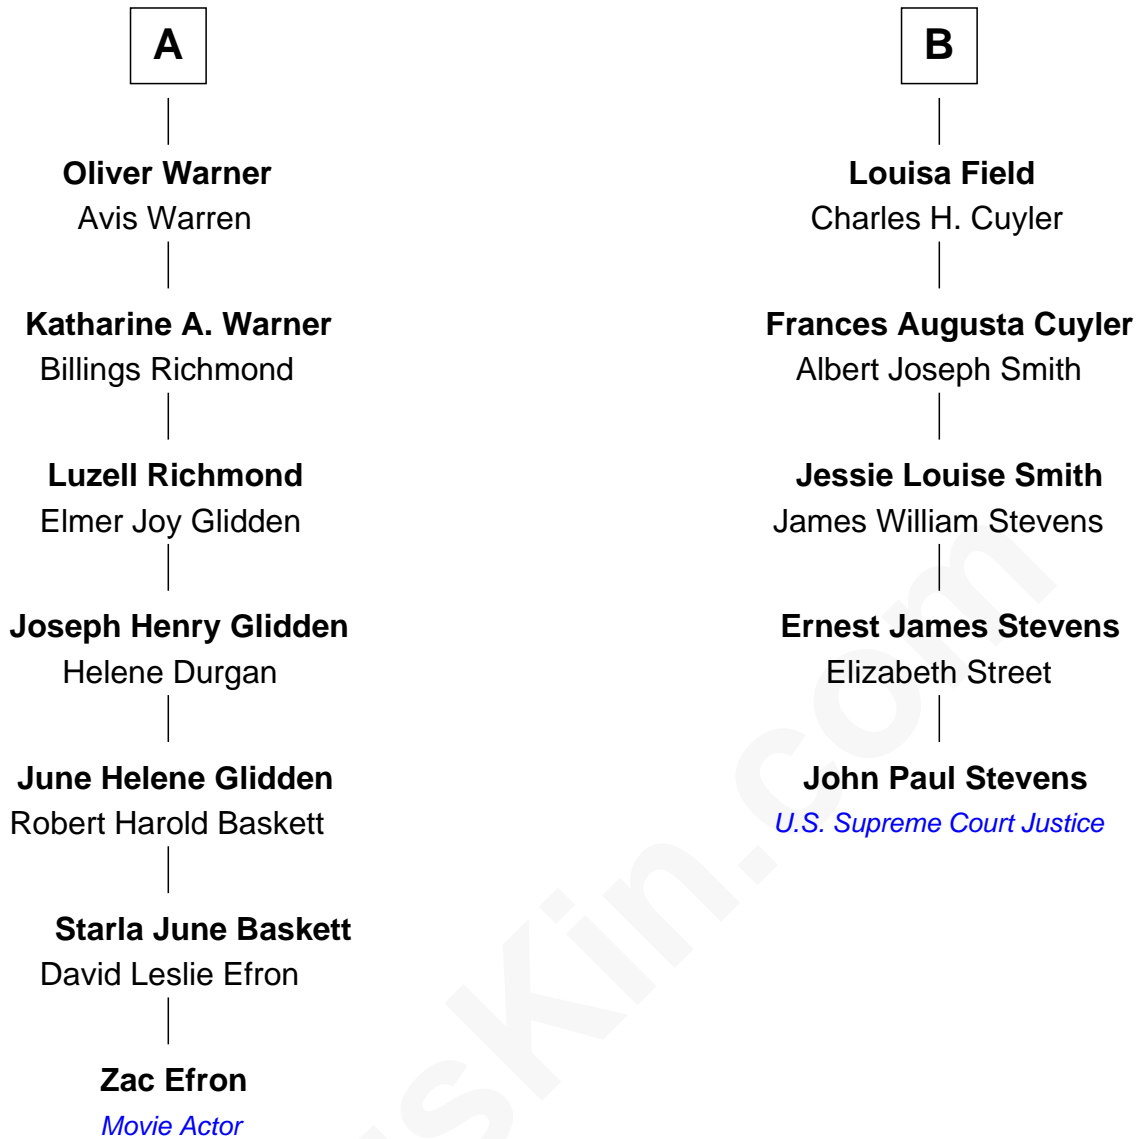 A
Oliver Warner
Avis Warren
Katharine A. Warner
Billings Richmond
Luzell Richmond
Elmer Joy Glidden
Joseph Henry Glidden
Helene Durgan
June Helene Glidden
Robert Harold Baskett
Starla June Baskett
David Leslie Efron
Zac Efron
Movie Actor
B
Louisa Field
Charles H. Cuyler
Frances Augusta Cuyler
Albert Joseph Smith
Jessie Louise Smith
James William Stevens
Ernest James Stevens
Elizabeth Street
John Paul Stevens
U.S. Supreme Court Justice